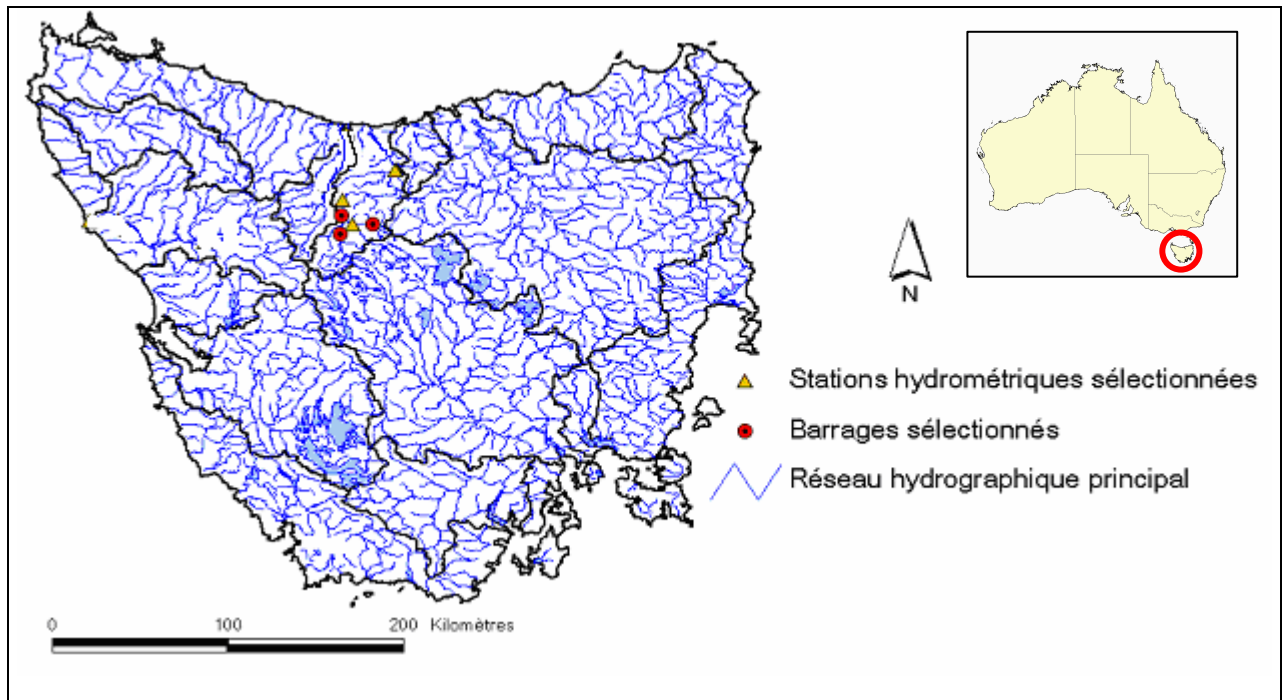 N
Stations hydrométriques sélectionnées
Barrages sélectionnés
Réseau hydrographique principal
0 100 200 Kilomètres